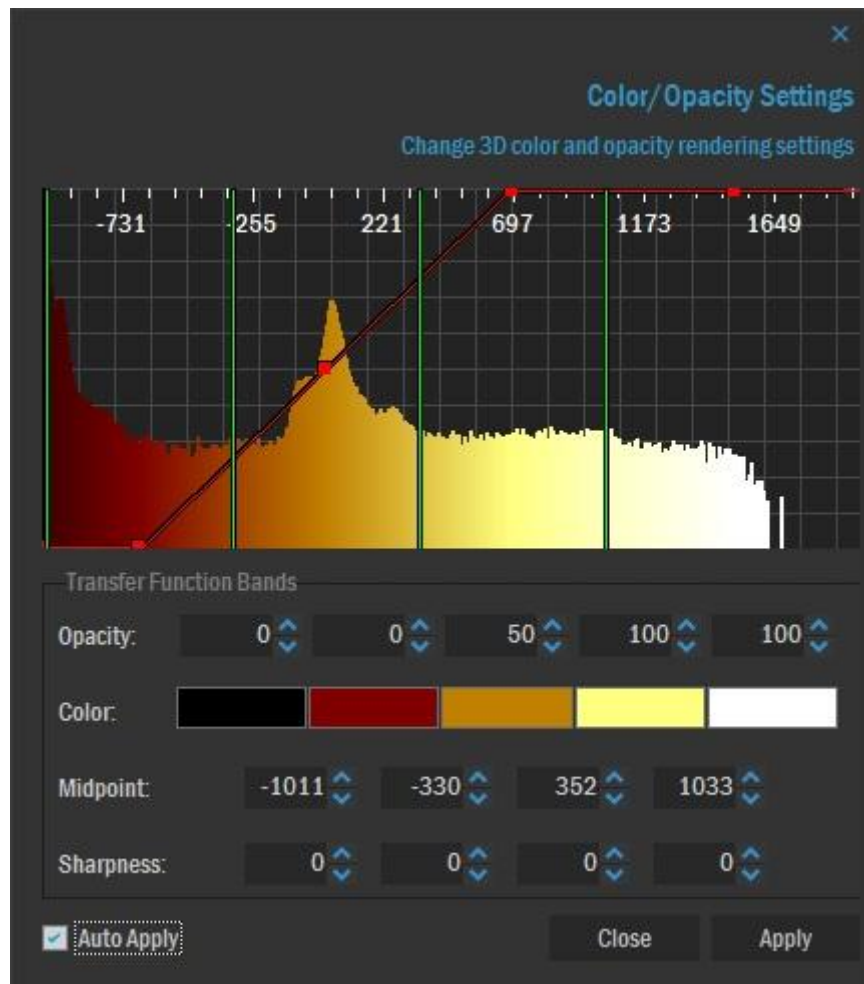 Color/Opacity Settings
Change 3D color and opacity rendering settings
-731 -255 221 697 1173 1649
Transfer Function Bands
Opacity: 0 0 50 100 100
Color:
Midpoint: -1011 -330 352 1033
Sharpness: 0 0 0 0
Auto Apply Close Apply